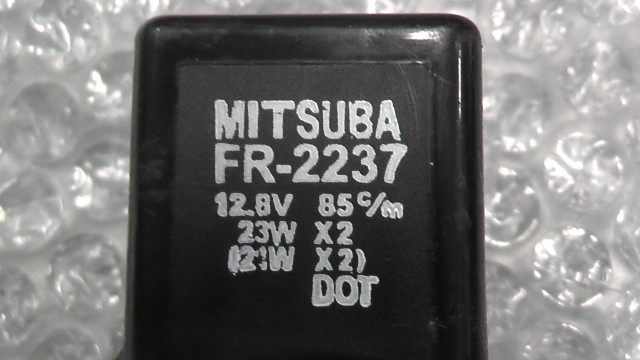 MITSUBA
FR-2237
12.8V 85c/m
23W X2
(21W X2)
DOT